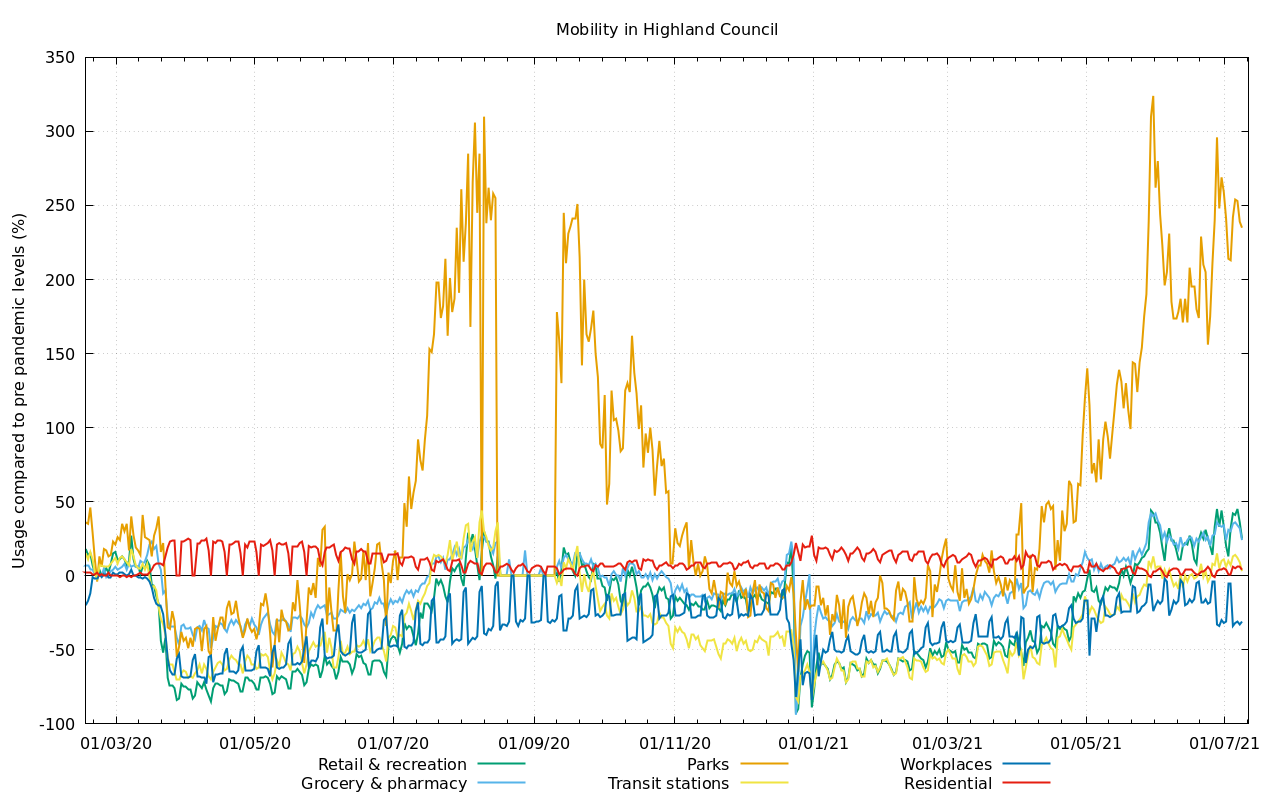 Mobility in Highland Council
Usage compared to pre pandemic levels (%)
350
300
250
200
150
100
50
0
-50
-100
01/03/20 01/05/20 01/07/20 01/09/20 01/11/20 01/01/21 01/03/21 01/05/21 01/07/21
Retail & recreation Parks Workplaces
Grocery & pharmacy Transit stations Residential